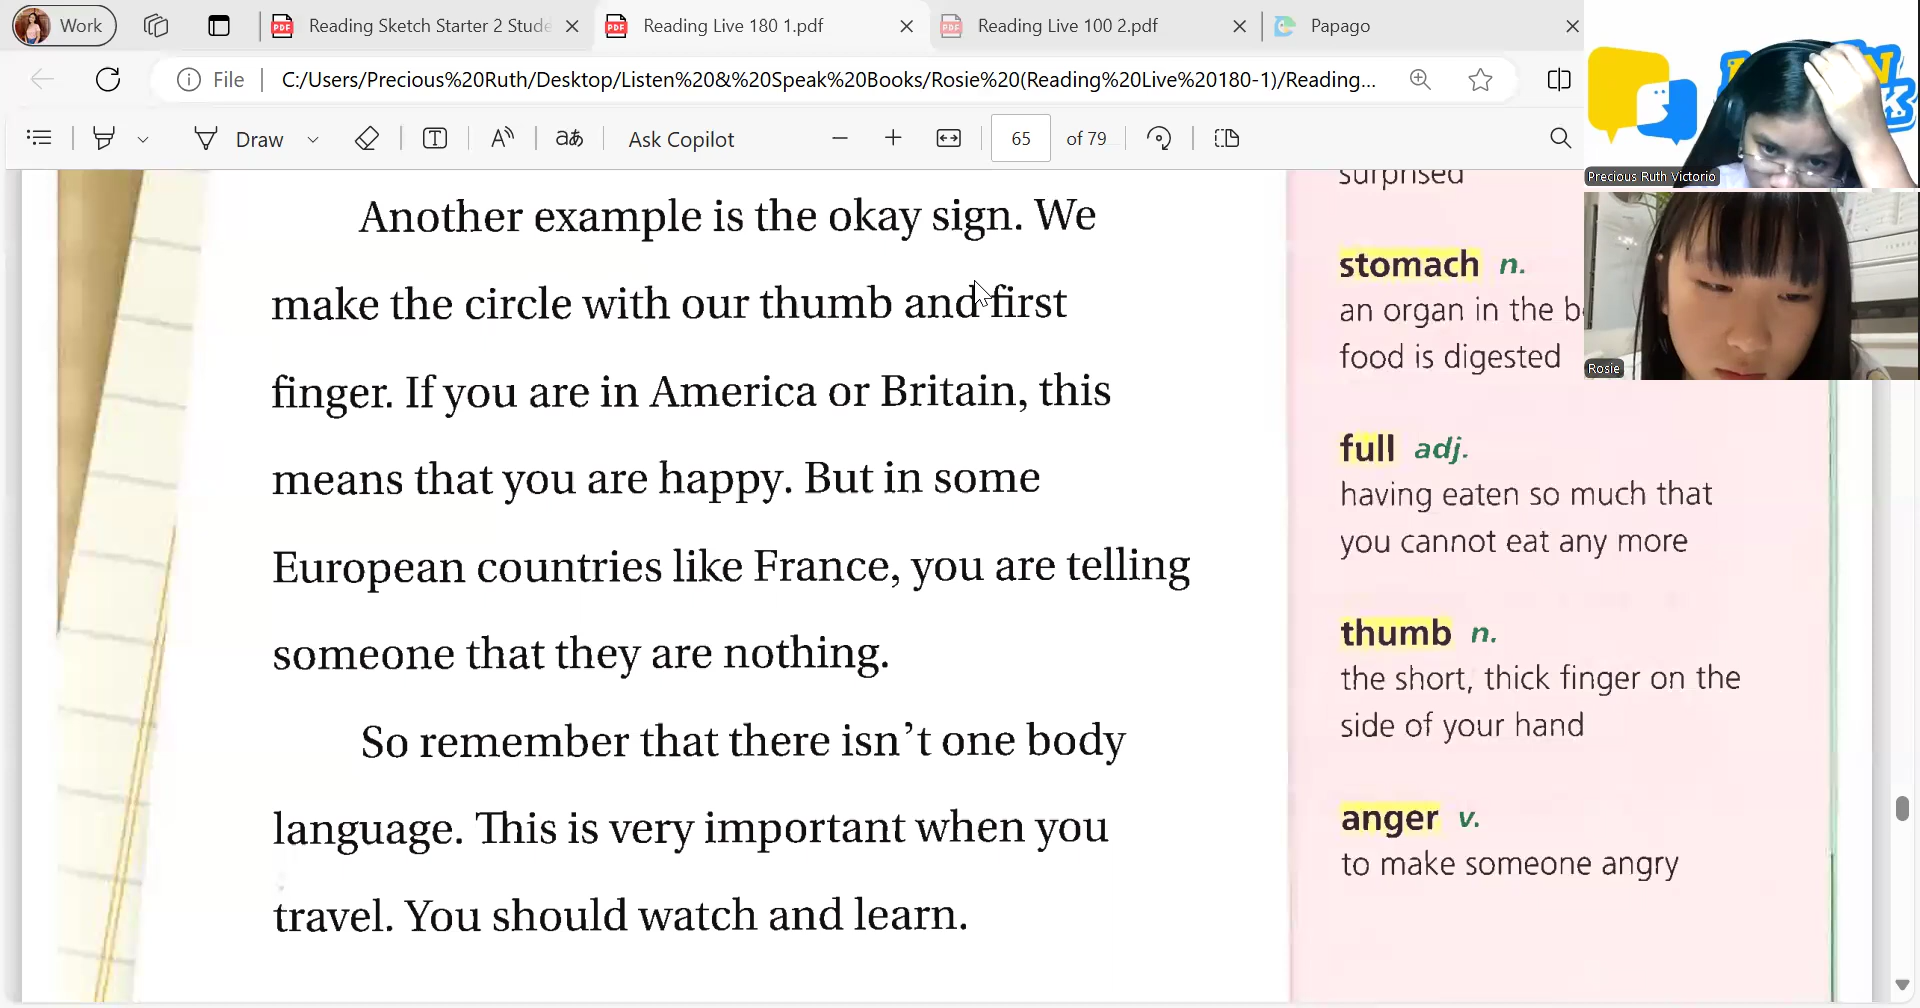 Work
Reading Sketch Starter 2 Stude
Reading Live 180 1.pdf
Reading Live 100 2.pdf
Papago
File
C:/Users/Precious%20Ruth/Desktop/Listen%20&%20Speak%20Books/Rosie%20(Reading%20Live%20180-1)/Reading...
Draw
Ask Copilot
65 of 79
Precious Ruth Victorio
Rosie
Another example is the okay sign. We
make the circle with our thumb and first
finger. If you are in America or Britain, this
means that you are happy. But in some
European countries like France, you are telling
someone that they are nothing.
So remember that there isn't one body
language. This is very important when you
travel. You should watch and learn.
surprised
stomach n.
an organ in the b
food is digested
full adj.
having eaten so much that
you cannot eat any more
thumb n.
the short, thick finger on the
side of your hand
anger v.
to make someone angry